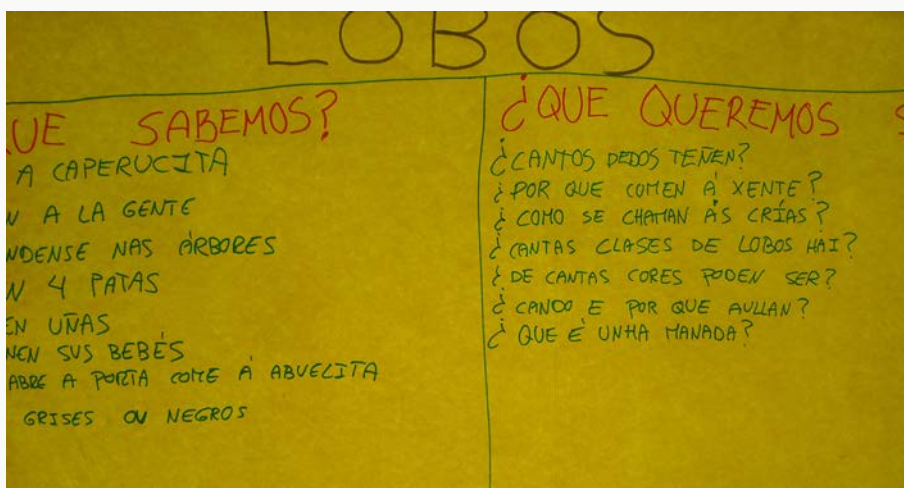 LOBOS
UE SABEMOS?
A CAPERUCITA
N A LA GENTE
NDENSE NAS ÁRBORES
N 4 PATAS
EN UÑAS
NEN SUS BEBÉS
ABRE A PORTA COME A ABUELITA
GRISES OU NEGROS
¿QUE QUEREMOS S
¿CANTOS DEDOS TEÑEN?
¿POR QUE COMEN Á XENTE?
¿COMO SE CHAMAN ÁS CRÍAS?
¿CANTAS CLASES DE LOBOS HAI?
¿DE CANTAS CORES PODEN SER?
¿CANDO E POR QUE AULLAN?
¿QUE É UNHA MANADA?